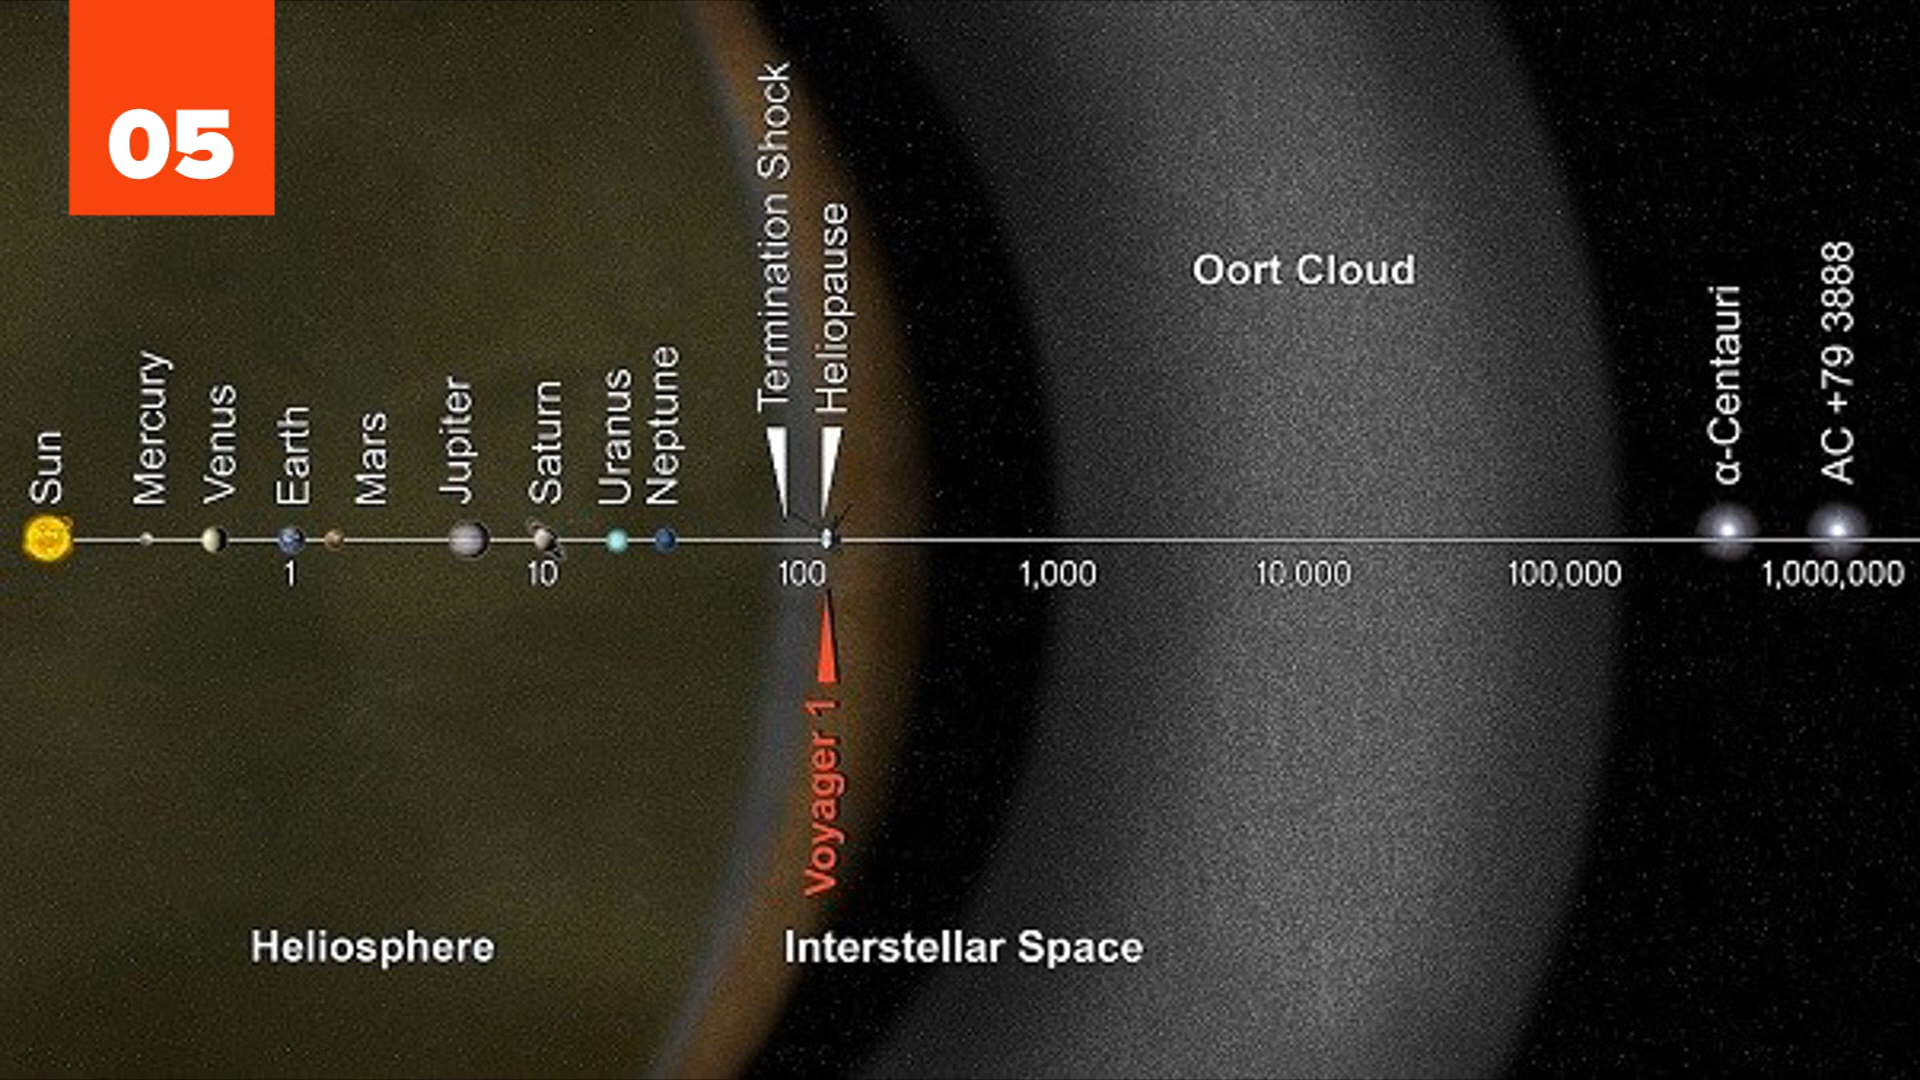 05
Termination Shock
Heliopause
Oort Cloud
Sun
Mercury
Venus
Earth
Mars
Jupiter
Saturn
Uranus
Neptune
α-Centauri
AC +79 3888
1
10
100
1,000
10,000
100,000
1,000,000
Voyager 1
Heliosphere
Interstellar Space